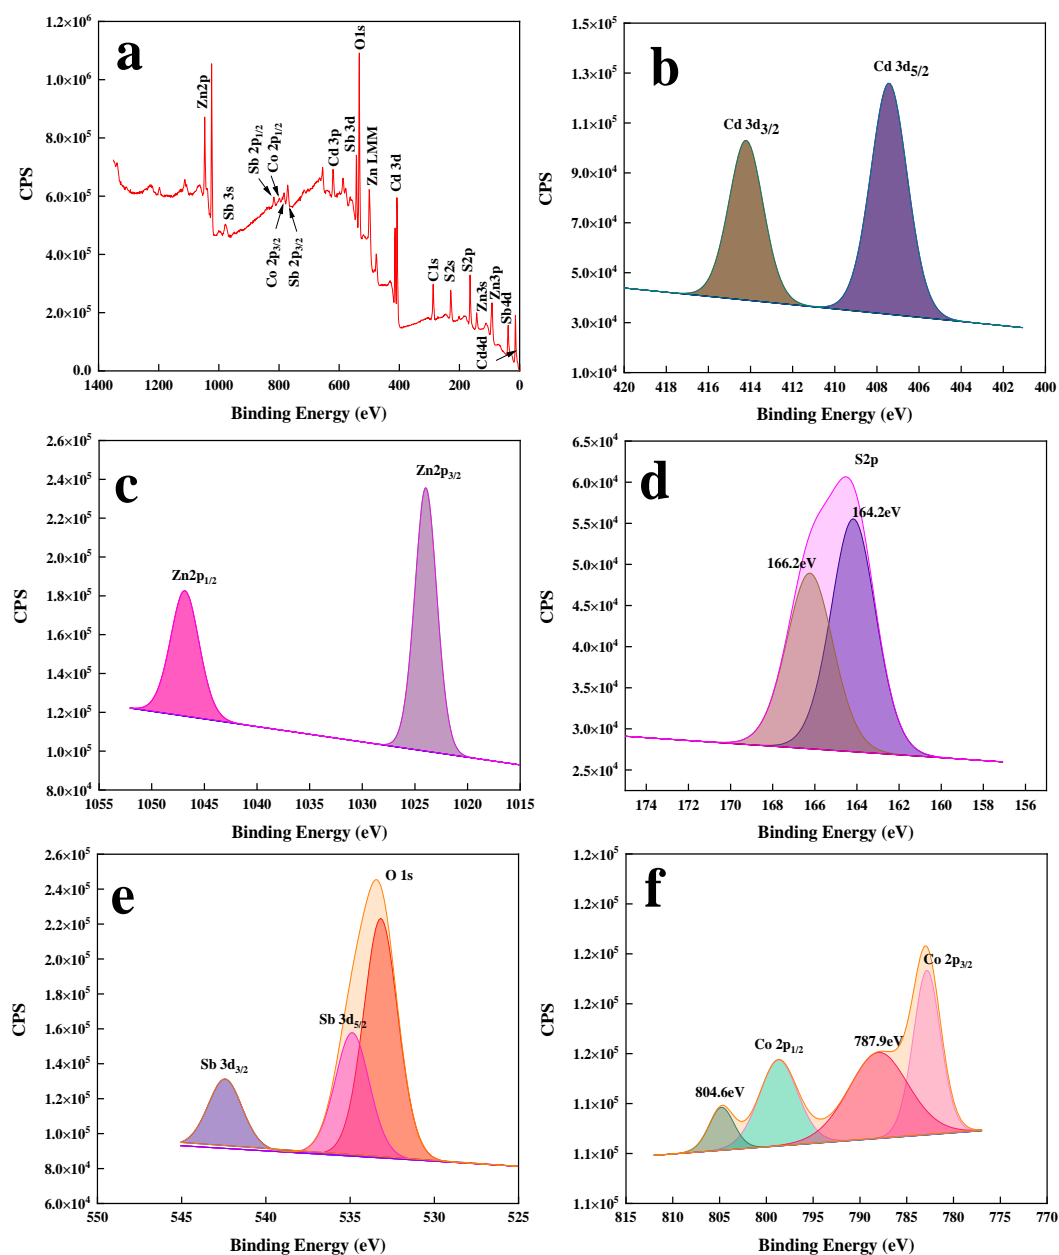 a
1.2×10⁶
1.0×10⁶
8.0×10⁵
6.0×10⁵
4.0×10⁵
2.0×10⁵
0.0
CPS
Zn2p
Sb 3s
Sb 2p1/2
Co 2p1/2
Co 2p3/2
Sb 2p3/2
Cd 3p
Sb 3d
O1s
Zn LMM
Cd 3d
C1s
S2s
S2p
Zn3s
Zn3p
Cd4d
Sb4d
1400 1200 1000 800 600 400 200 0
Binding Energy (eV)
b
1.5×10⁵
1.3×10⁵
1.1×10⁵
9.0×10⁴
7.0×10⁴
5.0×10⁴
3.0×10⁴
1.0×10⁴
CPS
Cd 3d3/2
Cd 3d5/2
420 418 416 414 412 410 408 406 404 402 400
Binding Energy (eV)
c
2.6×10⁵
2.4×10⁵
2.2×10⁵
2.0×10⁵
1.8×10⁵
1.6×10⁵
1.4×10⁵
1.2×10⁵
1.0×10⁵
8.0×10⁴
CPS
Zn2p1/2
Zn2p3/2
1055 1050 1045 1040 1035 1030 1025 1020 1015
Binding Energy (eV)
d
6.5×10⁴
6.0×10⁴
5.5×10⁴
5.0×10⁴
4.5×10⁴
4.0×10⁴
3.5×10⁴
3.0×10⁴
2.5×10⁴
CPS
S2p
164.2eV
166.2eV
174 172 170 168 166 164 162 160 158 156
Binding Energy (eV)
e
2.6×10⁵
2.4×10⁵
2.2×10⁵
2.0×10⁵
1.8×10⁵
1.6×10⁵
1.4×10⁵
1.2×10⁵
1.0×10⁵
8.0×10⁴
6.0×10⁴
CPS
O 1s
Sb 3d5/2
Sb 3d3/2
550 545 540 535 530 525
Binding Energy (eV)
f
1.2×10⁵
1.2×10⁵
1.2×10⁵
1.2×10⁵
1.1×10⁵
1.1×10⁵
1.1×10⁵
CPS
Co 2p3/2
787.9eV
Co 2p1/2
804.6eV
815 810 805 800 795 790 785 780 775 770
Binding Energy (eV)